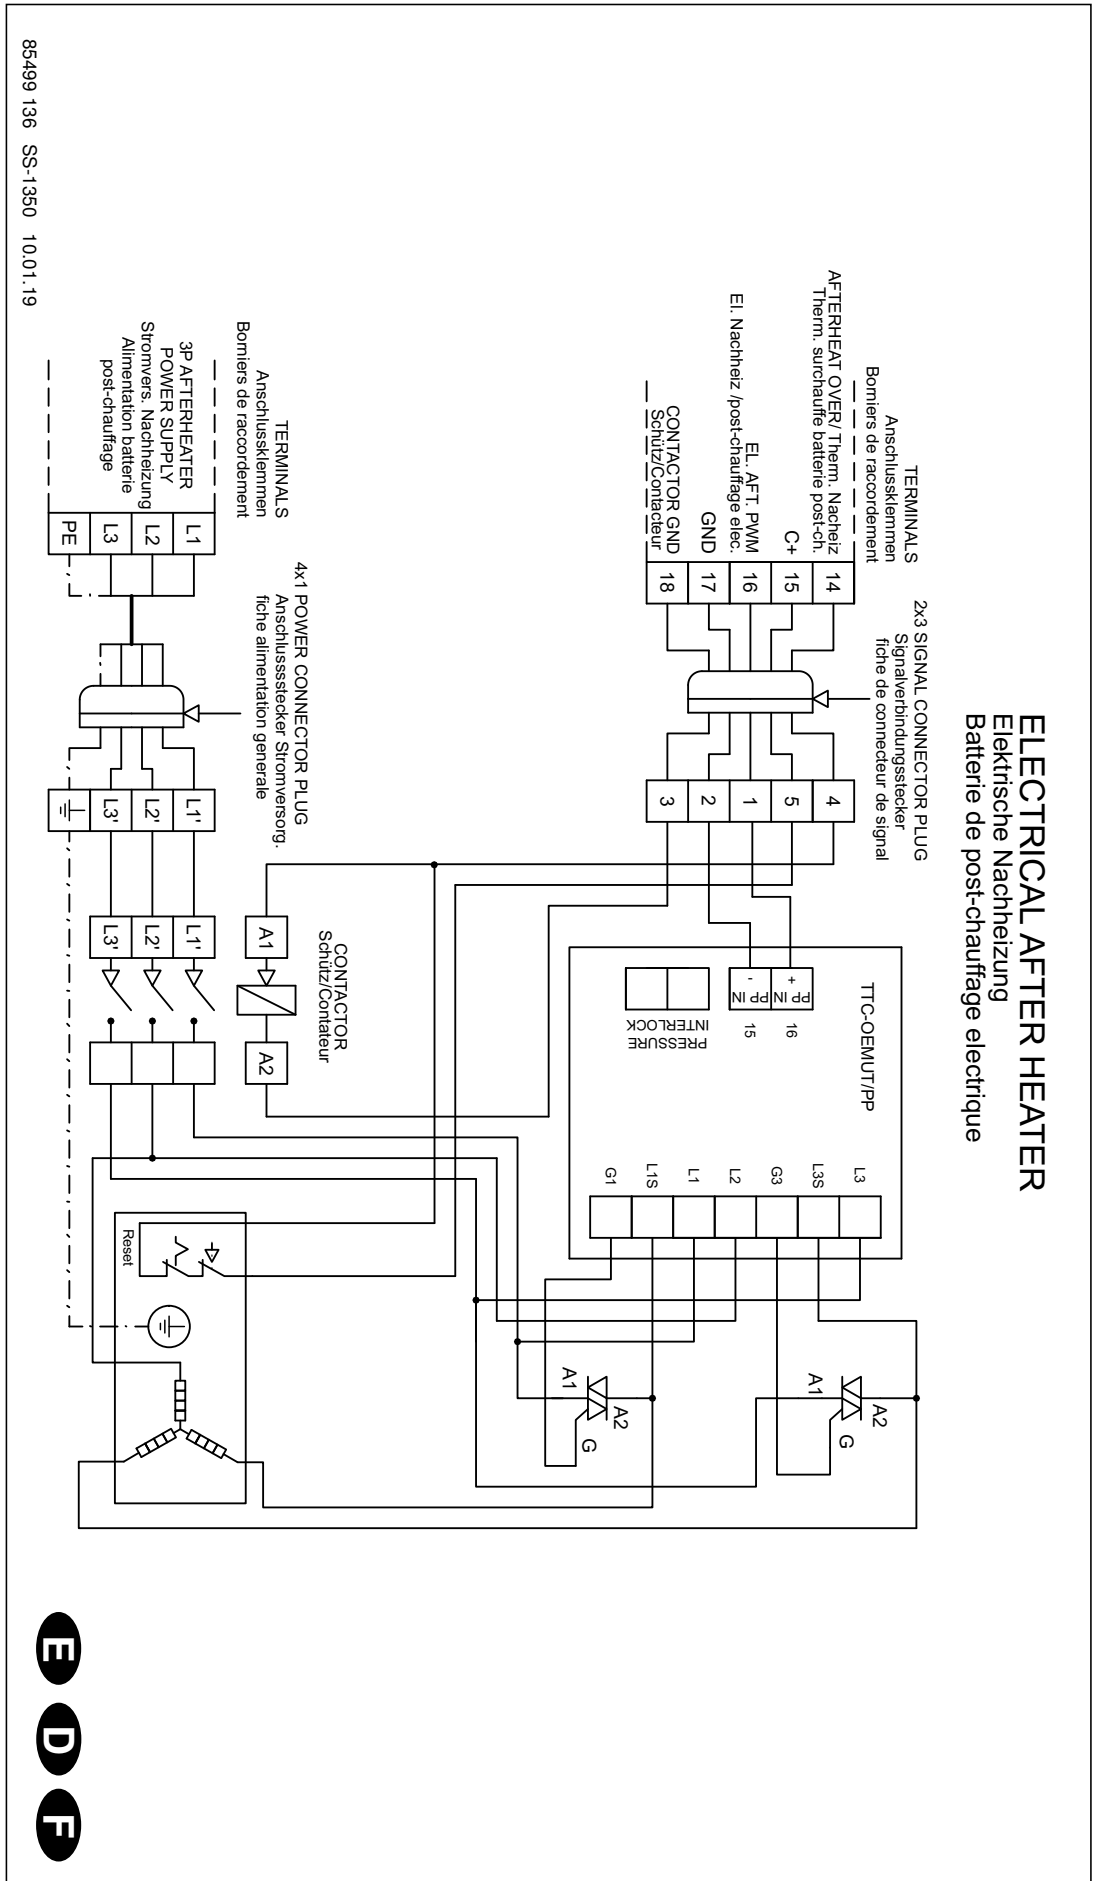 ELECTRICAL AFTER HEATER
Elektrische Nachheizung
Batterie de post-chauffage electrique
TERMINALS
Anschlussklemmen
Borniers de raccordement
AFTERHEAT OVER/ Therm. Nacheiz
Therm. surchauffe batterie post-ch.
C+
EL. AFT. PWM
El. Nachheiz /post-chauffage elec.
GND
CONTACTOR GND
Schütz/Contacteur
14
15
16
17
18
2x3 SIGNAL CONNECTOR PLUG
Signalverbindungsstecker
fiche de connecteur de signal
4
5
1
2
3
TTC-OEMUT/PP
+
PP IN
-
PP IN
16
15
PRESSURE
INTERLOCK
L3
L3S
G3
L2
L1
L1S
G1
A1
A2
G
A1
A2
G
TERMINALS
Anschlussklemmen
Borniers de raccordement
3P AFTERHEATER
POWER SUPPLY
Stromvers. Nachheizung
Alimentation batterie
post-chauffage
L1
L2
L3
PE
4x1 POWER CONNECTOR PLUG
Anschlussstecker Stromversorg.
fiche alimentation generale
L1'
L2'
L3'
CONTACTOR
Schütz/Contateur
A1
A2
L1'
L2'
L3'
Reset
85499 136 SS-1350 10.01.19
E D F